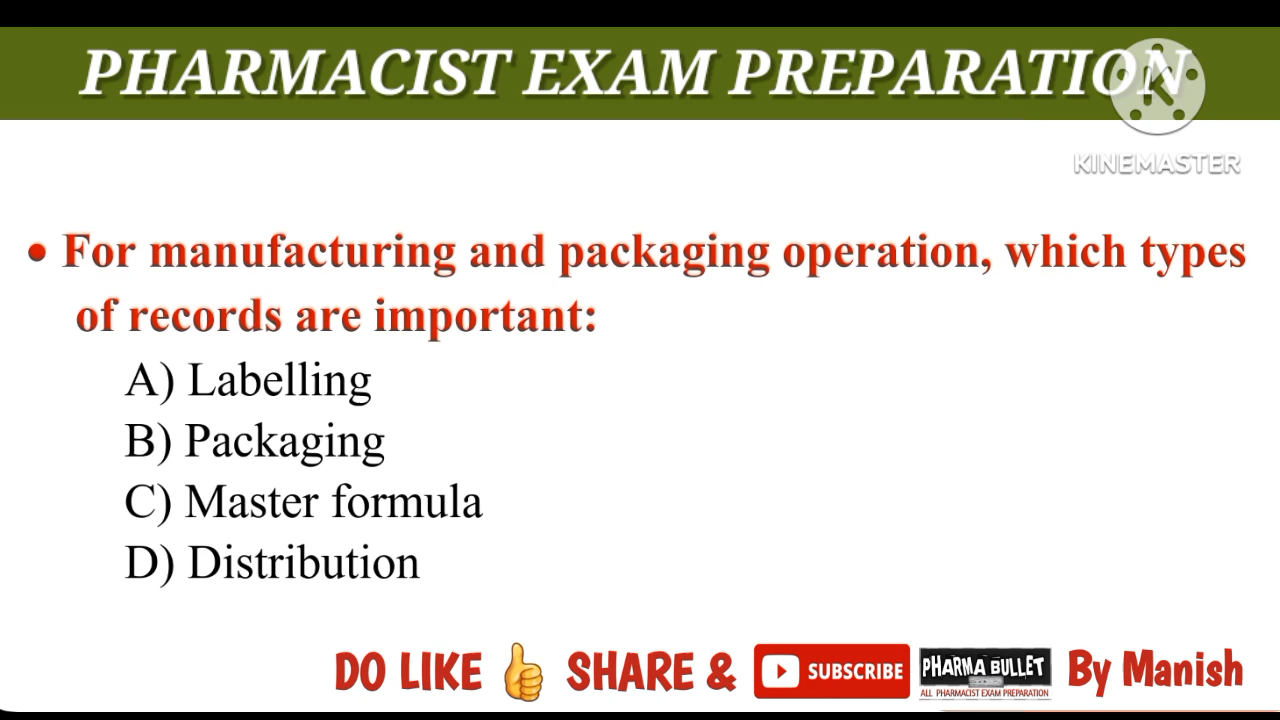 PHARMACIST EXAM PREPARATION
KINEMASTER
• For manufacturing and packaging operation, which types
of records are important:
A) Labelling
B) Packaging
C) Master formula
D) Distribution
DO LIKE SHARE & SUBSCRIBE PHARMA BULLET By Manish
ALL PHARMACIST EXAM PREPARATION